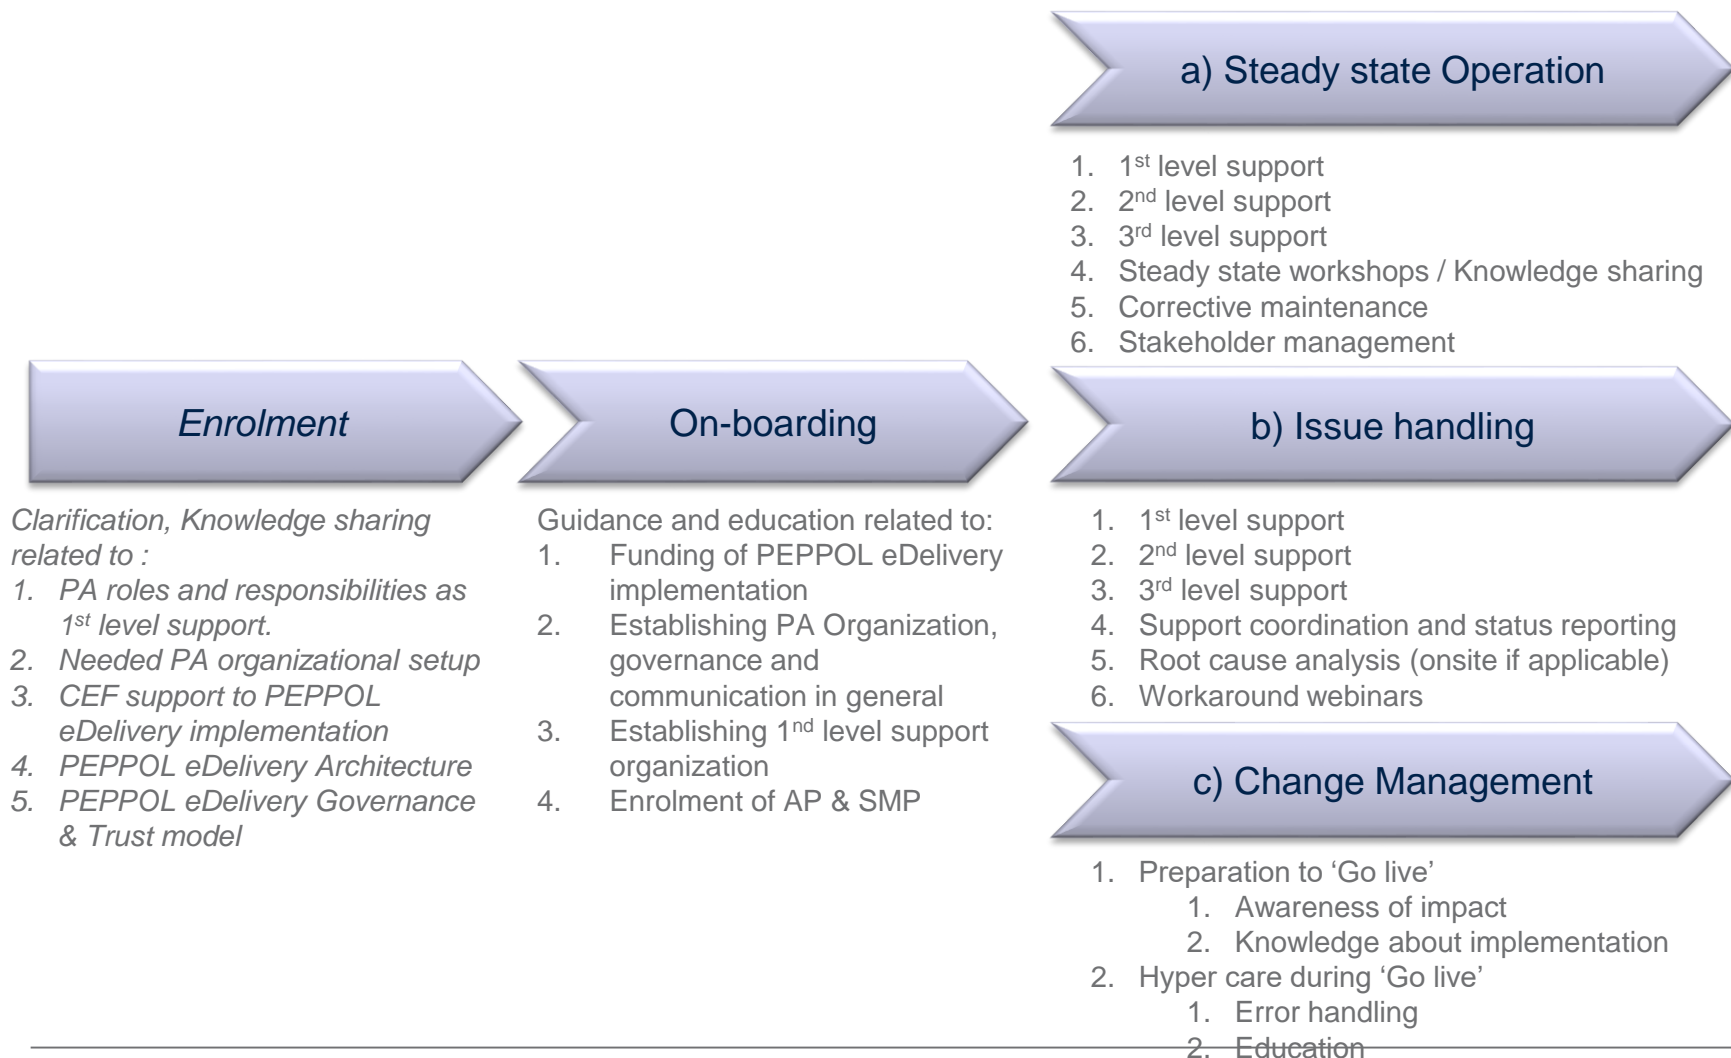 Enrolment
Clarification, Knowledge sharing
related to :
1. PA roles and responsibilities as
1st level support.
2. Needed PA organizational setup
3. CEF support to PEPPOL
eDelivery implementation
4. PEPPOL eDelivery Architecture
5. PEPPOL eDelivery Governance
& Trust model
On-boarding
Guidance and education related to:
1. Funding of PEPPOL eDelivery
implementation
2. Establishing PA Organization,
governance and
communication in general
3. Establishing 1nd level support
organization
4. Enrolment of AP & SMP
a) Steady state Operation
1. 1st level support
2. 2nd level support
3. 3rd level support
4. Steady state workshops / Knowledge sharing
5. Corrective maintenance
6. Stakeholder management
b) Issue handling
1. 1st level support
2. 2nd level support
3. 3rd level support
4. Support coordination and status reporting
5. Root cause analysis (onsite if applicable)
6. Workaround webinars
c) Change Management
1. Preparation to ‘Go live’
1. Awareness of impact
2. Knowledge about implementation
2. Hyper care during ‘Go live’
1. Error handling
2. Education